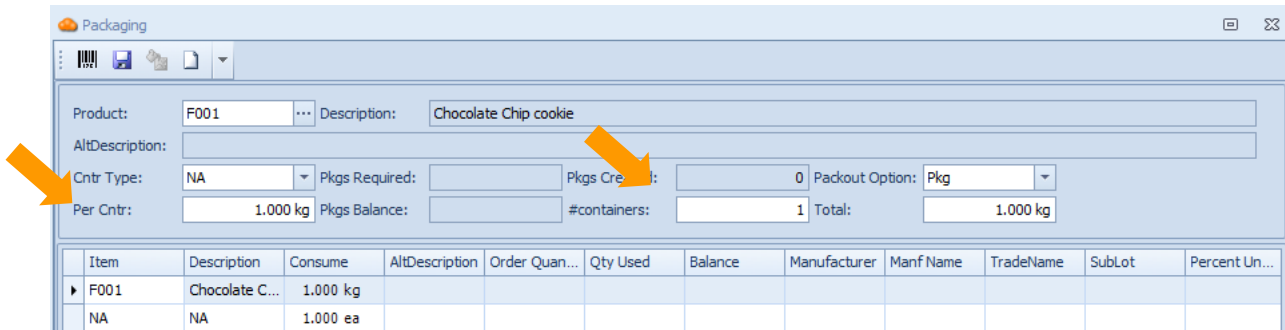 Packaging
Product: F001 ... Description: Chocolate Chip cookie
AltDescription:
Cntr Type: NA Pkgs Required: Pkgs 0 Packout Option: Pkg
Per Cntr: 1.000 kg Pkgs Balance: #containers: 1 Total: 1.000 kg
Item Description Consume AltDescription Order Quan... Qty Used Balance Manufacturer Manf Name TradeName SubLot Percent Un...
F001 Chocolate C... 1.000 kg
NA NA 1.000 ea